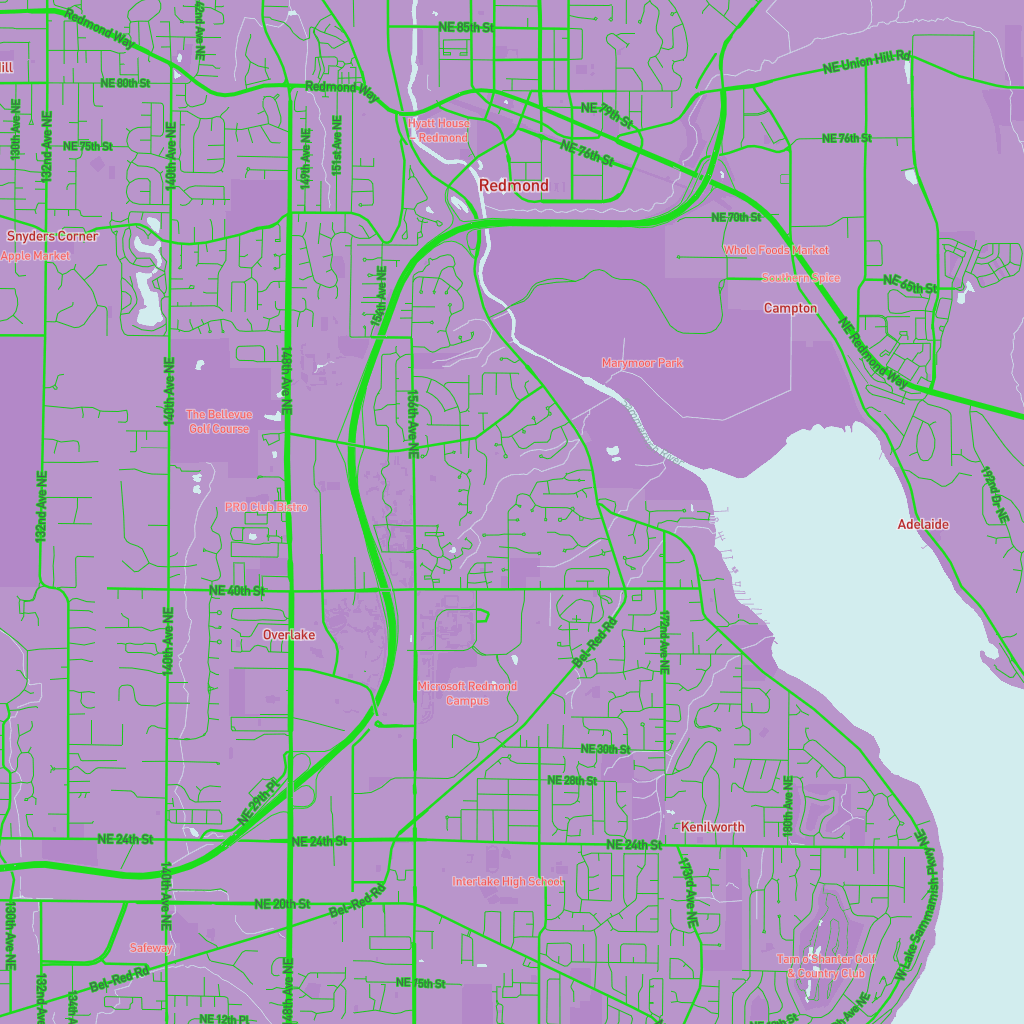 Redmond Way
42nd Ave NE
NE 85th St
NE Union Hill Rd
ill
NE 80th St
Redmond Way
NE 79th St
130th Ave NE
132nd Ave NE
NE 75th St
140th Ave NE
149th Ave NE
151st Ave NE
Hyatt House
– Redmond
NE 76th St
NE 76th St
Redmond
NE 70th St
Snyders Corner
Apple Market
Whole Foods Market
Southern Spice
NE 65th St
154th Ave NE
Campton
NE Redmond Way
140th Ave NE
148th Ave NE
156th Ave NE
Marymoor Park
The Bellevue
Golf Course
132nd Ave NE
PRO Club Bistro
192nd Dr NE
Adelaide
NE 40th St
140th Ave NE
Overlake
Bel-Red Rd
172nd Ave NE
Microsoft Redmond
Campus
NE 30th St
NE 28th St
NE 29th Pl
180th Ave NE
NE 24th St
NE 24th St
NE 24th St
Kenilworth
140th Ave NE
173rd Ave NE
W Lake Sammamish Pkwy NE
Interlake High School
NE 20th St
Bel-Red Rd
130th Ave NE
Safeway
Bel-Red Rd
132nd Ave
134th A
148th Ave NE
NE 75th St
Tam o'Shanter Golf
& Country Club
NE 12th Pl